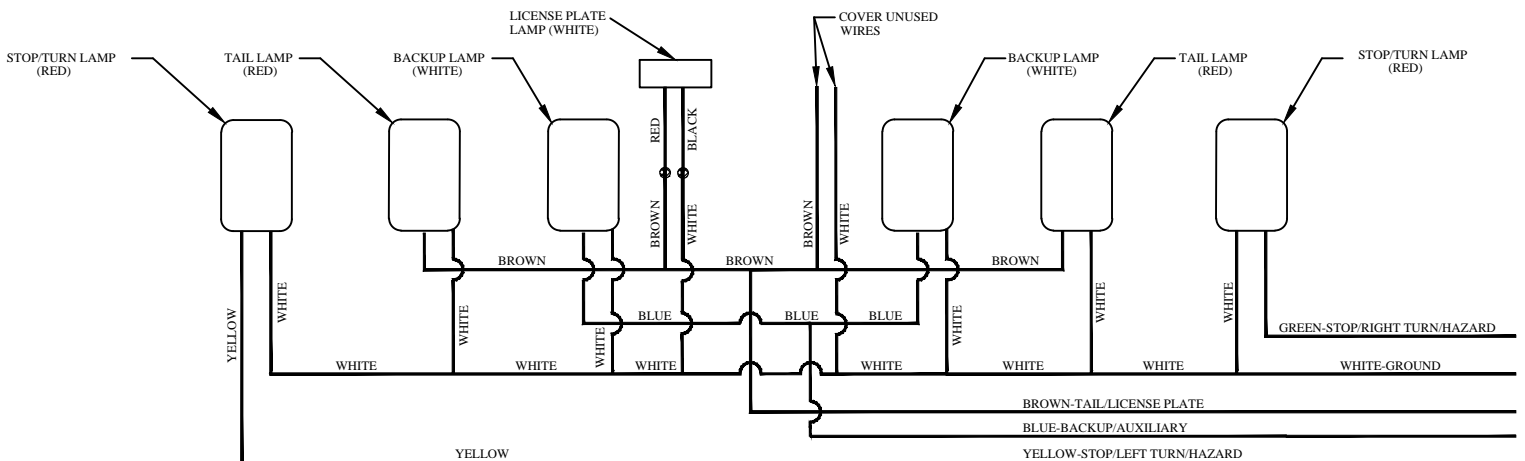 LICENSE PLATE
LAMP (WHITE)
COVER UNUSED
WIRES
STOP/TURN LAMP
(RED)
TAIL LAMP
(RED)
BACKUP LAMP
(WHITE)
BACKUP LAMP
(WHITE)
TAIL LAMP
(RED)
STOP/TURN LAMP
(RED)
RED
BLACK
BROWN
WHITE
BROWN
WHITE
BROWN
BROWN
BROWN
YELLOW
WHITE
WHITE
WHITE
BLUE
BLUE
BLUE
WHITE
WHITE
WHITE
GREEN-STOP/RIGHT TURN/HAZARD
WHITE
WHITE
WHITE
WHITE
WHITE
WHITE
WHITE-GROUND
BROWN-TAIL/LICENSE PLATE
BLUE-BACKUP/AUXILIARY
YELLOW
YELLOW-STOP/LEFT TURN/HAZARD